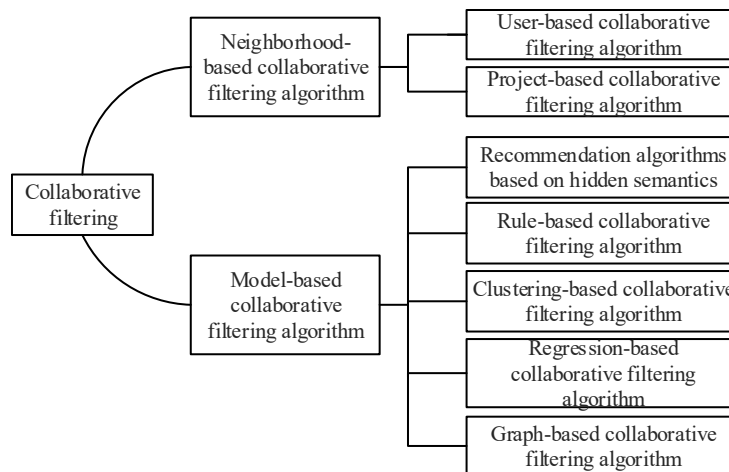 Collaborative
filtering
Neighborhood-
based collaborative
filtering algorithm
User-based collaborative
filtering algorithm
Project-based collaborative
filtering algorithm
Model-based
collaborative
filtering algorithm
Recommendation algorithms
based on hidden semantics
Rule-based collaborative
filtering algorithm
Clustering-based collaborative
filtering algorithm
Regression-based
collaborative filtering
algorithm
Graph-based collaborative
filtering algorithm